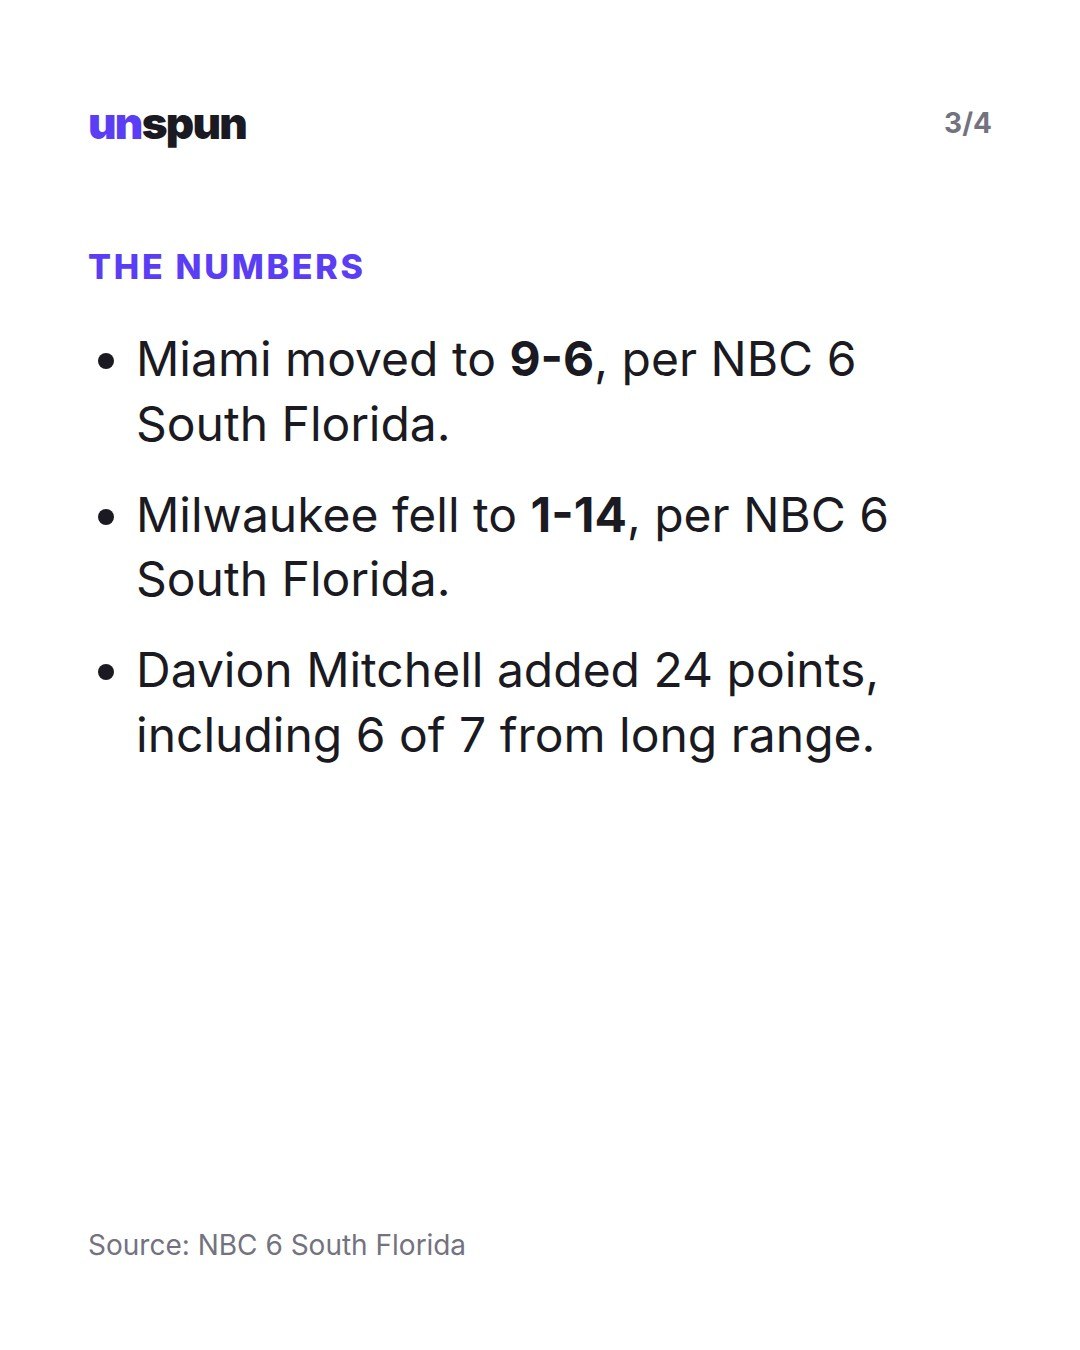 unspun
3/4
THE NUMBERS
• Miami moved to 9-6, per NBC 6
South Florida.
• Milwaukee fell to 1-14, per NBC 6
South Florida.
• Davion Mitchell added 24 points,
including 6 of 7 from long range.
Source: NBC 6 South Florida